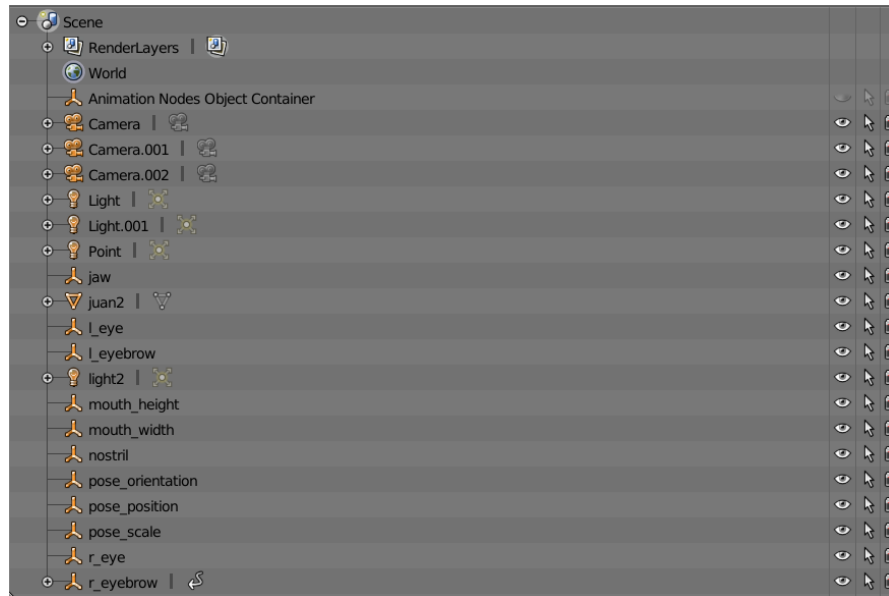 Scene
RenderLayers
World
Animation Nodes Object Container
Camera
Camera.001
Camera.002
Light
Light.001
Point
jaw
juan2
l_eye
l_eyebrow
light2
mouth_height
mouth_width
nostril
pose_orientation
pose_position
pose_scale
r_eye
r_eyebrow